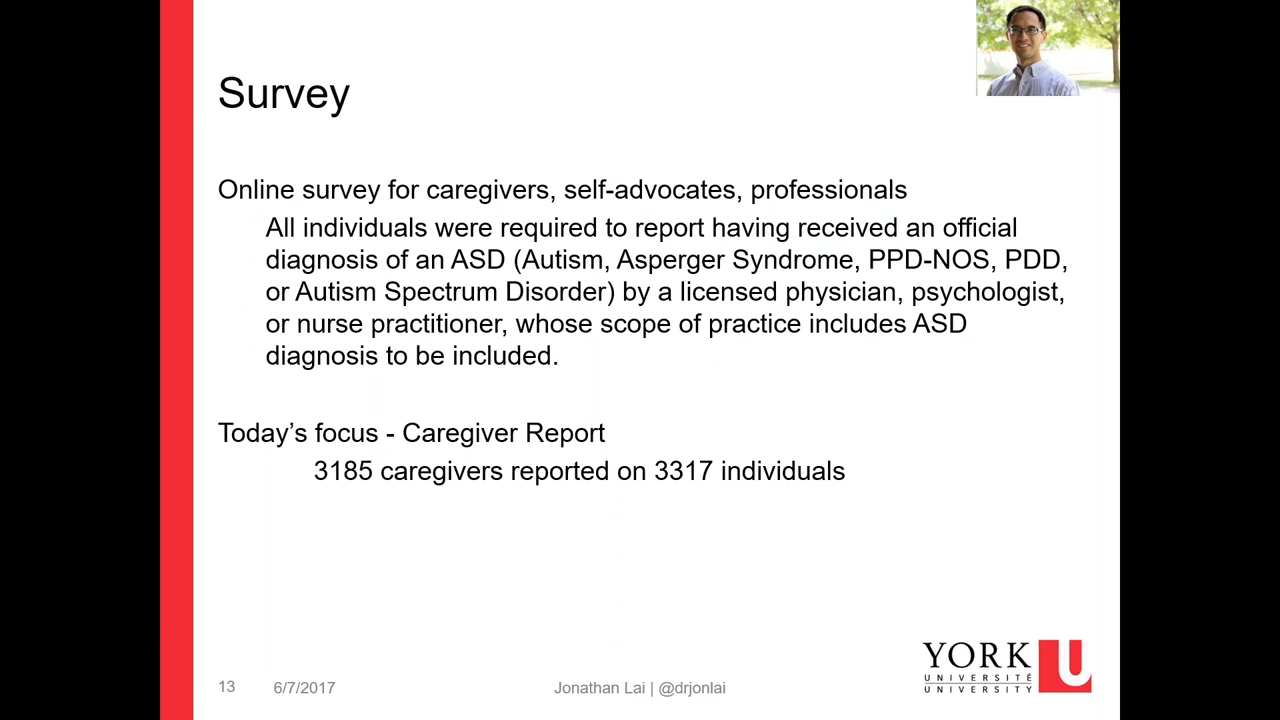 Survey
Online survey for caregivers, self-advocates, professionals
All individuals were required to report having received an official
diagnosis of an ASD (Autism, Asperger Syndrome, PPD-NOS, PDD,
or Autism Spectrum Disorder) by a licensed physician, psychologist,
or nurse practitioner, whose scope of practice includes ASD
diagnosis to be included.
Today’s focus - Caregiver Report
3185 caregivers reported on 3317 individuals
13
6/7/2017
Jonathan Lai | @drjonlai
YORK U
UNIVERSITÉ
UNIVERSITY